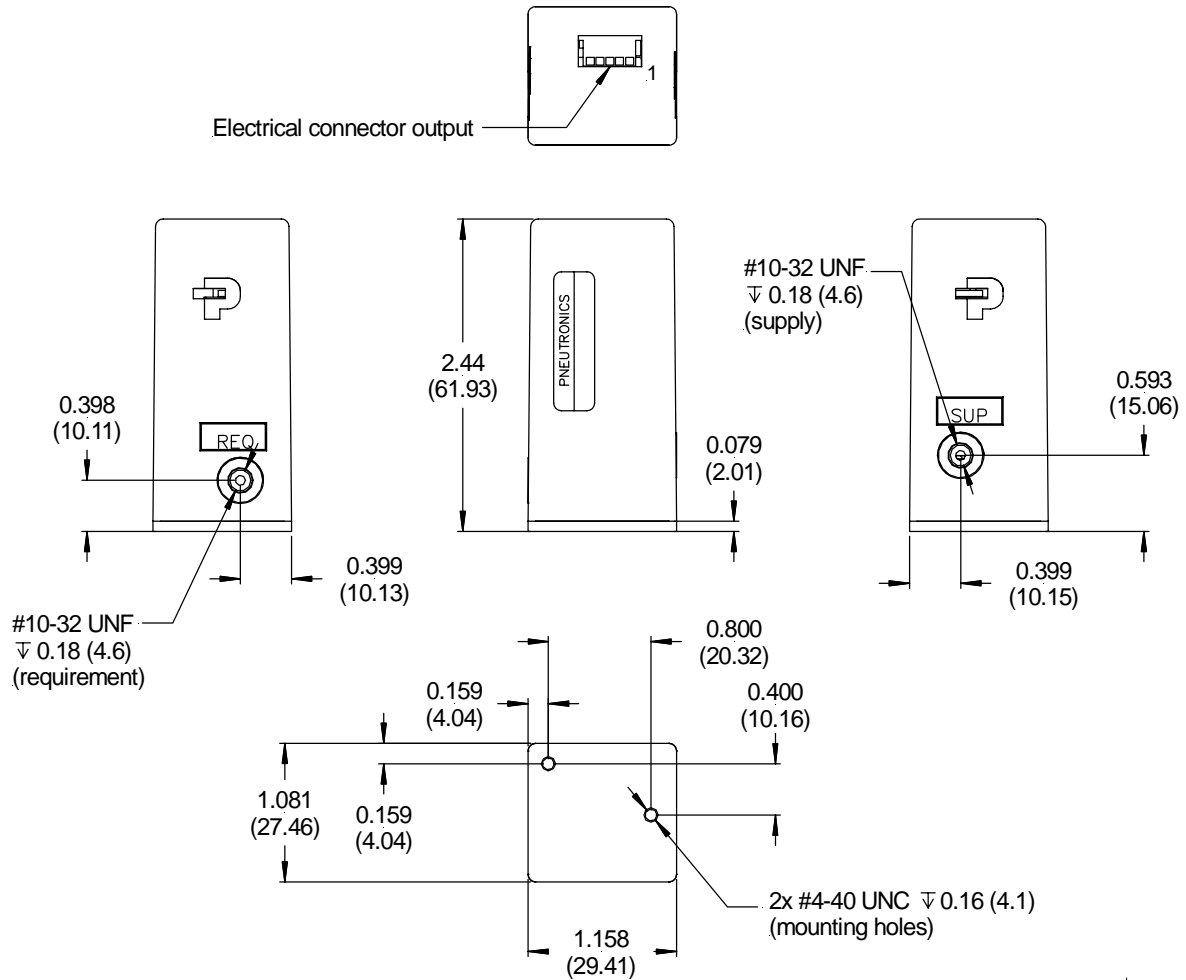 1
Electrical connector output
#10-32 UNF
↧ 0.18 (4.6)
(supply)
PNEUTRONICS
2.44
(61.93)
0.398
(10.11)
REQ
SUP
0.593
(15.06)
0.079
(2.01)
0.399
(10.13)
0.399
(10.15)
#10-32 UNF
↧ 0.18 (4.6)
(requirement)
0.800
(20.32)
0.159
(4.04)
0.400
(10.16)
1.081
(27.46)
0.159
(4.04)
2x #4-40 UNC ↧ 0.16 (4.1)
(mounting holes)
1.158
(29.41)